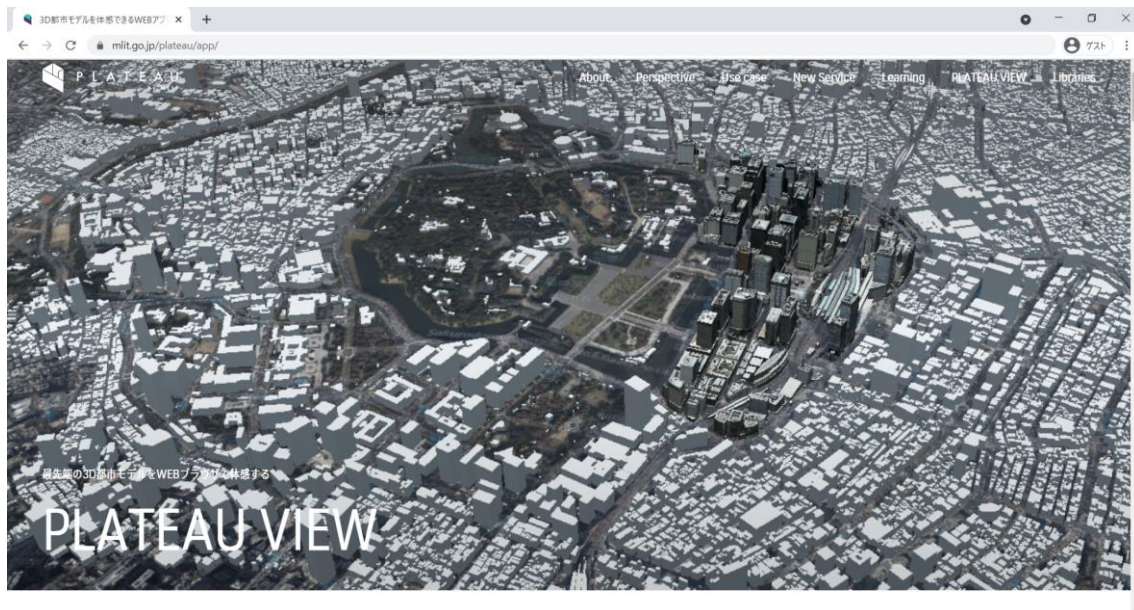 3D都市モデルを体感できるWEBアプ
mlit.go.jp/plateau/app/
ゲスト
PLATEAU
About
Perspective
Use case
New Service
Learning
PLATEAU VIEW
Libraries
最先端の3D都市モデルをWEBブラウザで体感する
PLATEAU VIEW